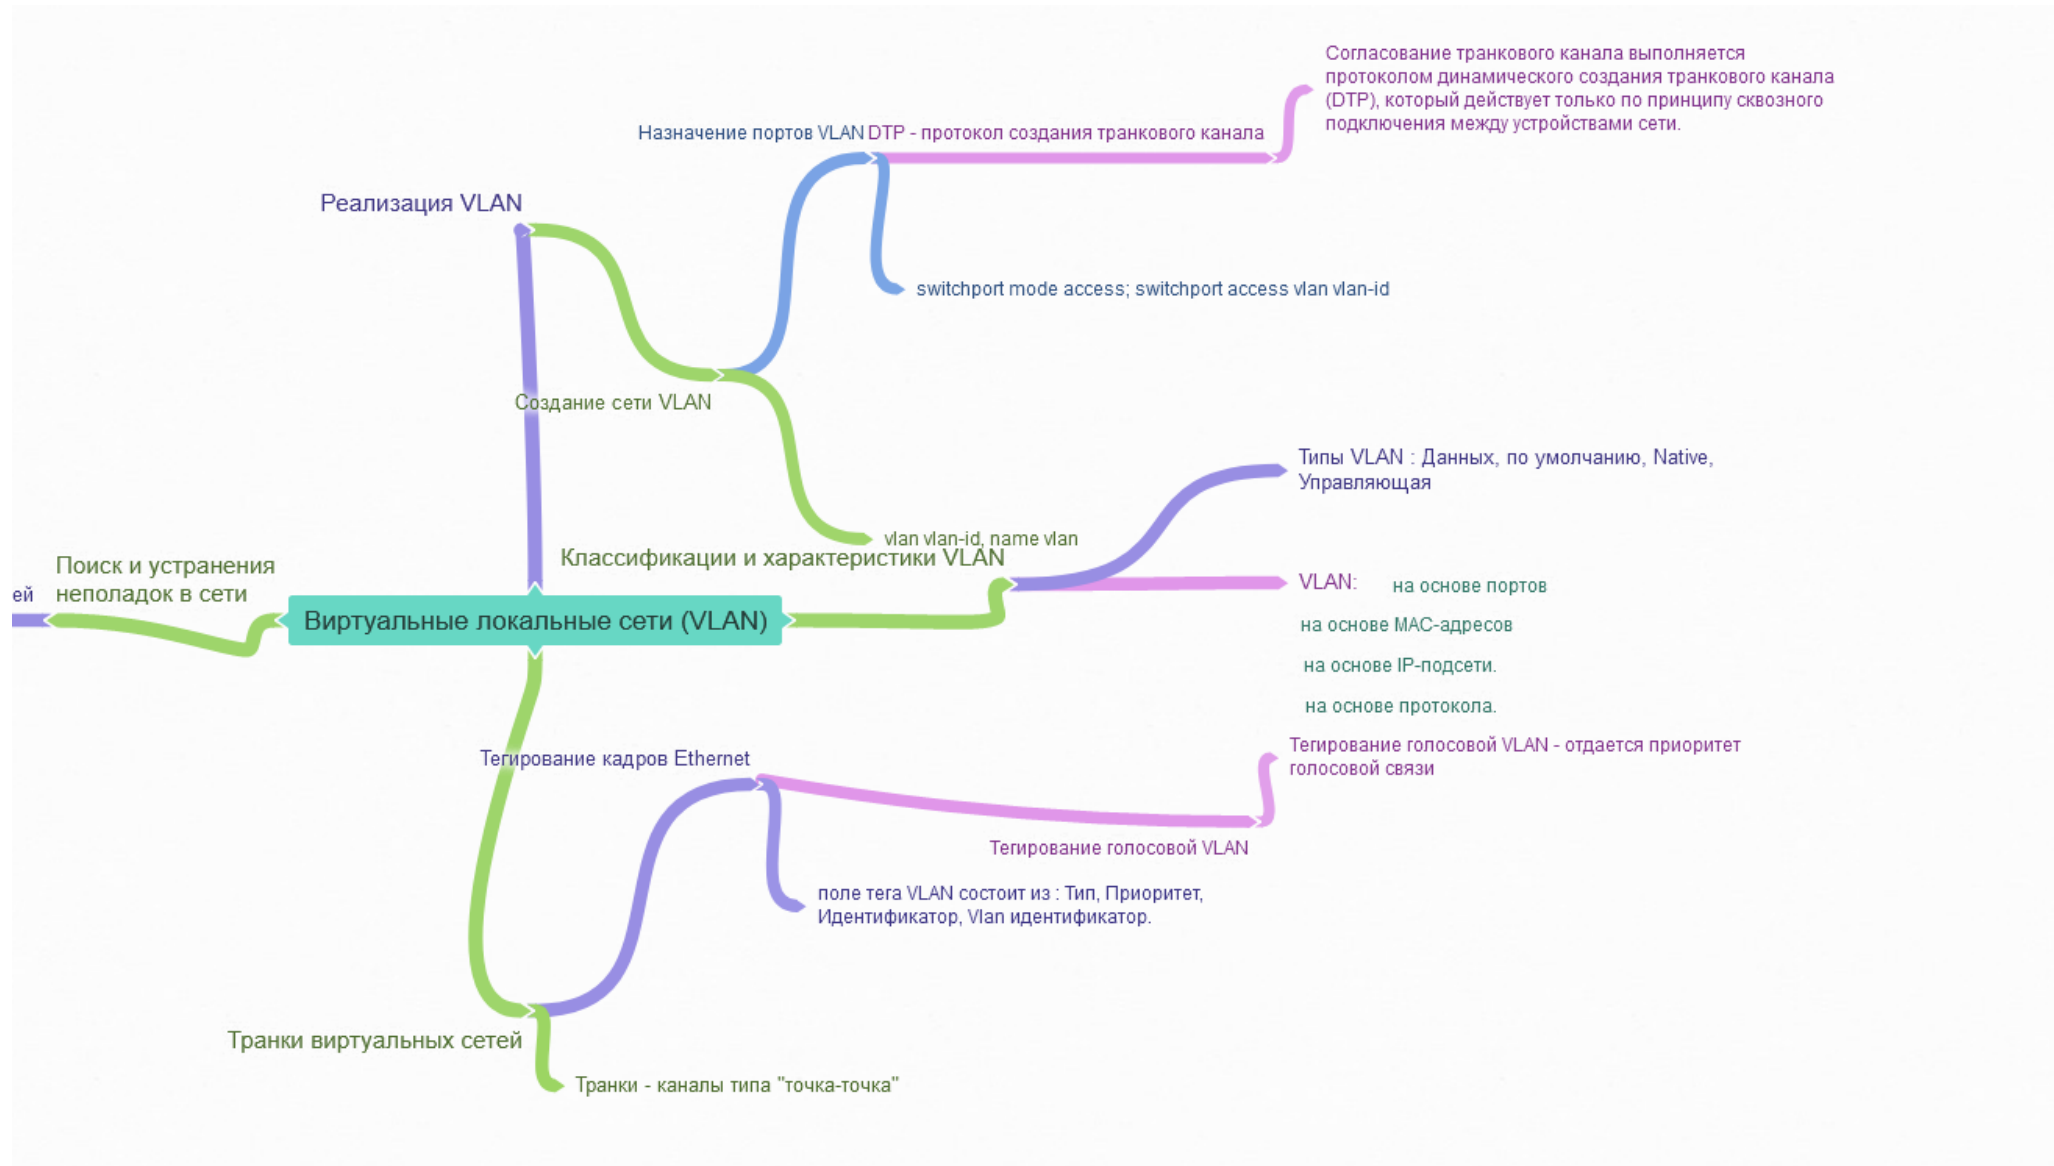 Согласование транкового канала выполняется
протоколом динамического создания транкового канала
(DTP), который действует только по принципу сквозного
подключения между устройствами сети.
Назначение портов VLAN
DTP - протокол создания транкового канала
Реализация VLAN
switchport mode access; switchport access vlan vlan-id
Создание сети VLAN
Типы VLAN : Данных, по умолчанию, Native,
Управляющая
vlan vlan-id, name vlan
Классификации и характеристики VLAN
VLAN:
на основе портов
на основе MAC-адресов
на основе IP-подсети.
на основе протокола.
Поиск и устранения
неполадок в сети
ей
Виртуальные локальные сети (VLAN)
Тегирование кадров Ethernet
Тегирование голосовой VLAN - отдается приоритет
голосовой связи
Тегирование голосовой VLAN
поле тега VLAN состоит из : Тип, Приоритет,
Идентификатор, Vlan идентификатор.
Транки виртуальных сетей
Транки - каналы типа "точка-точка"